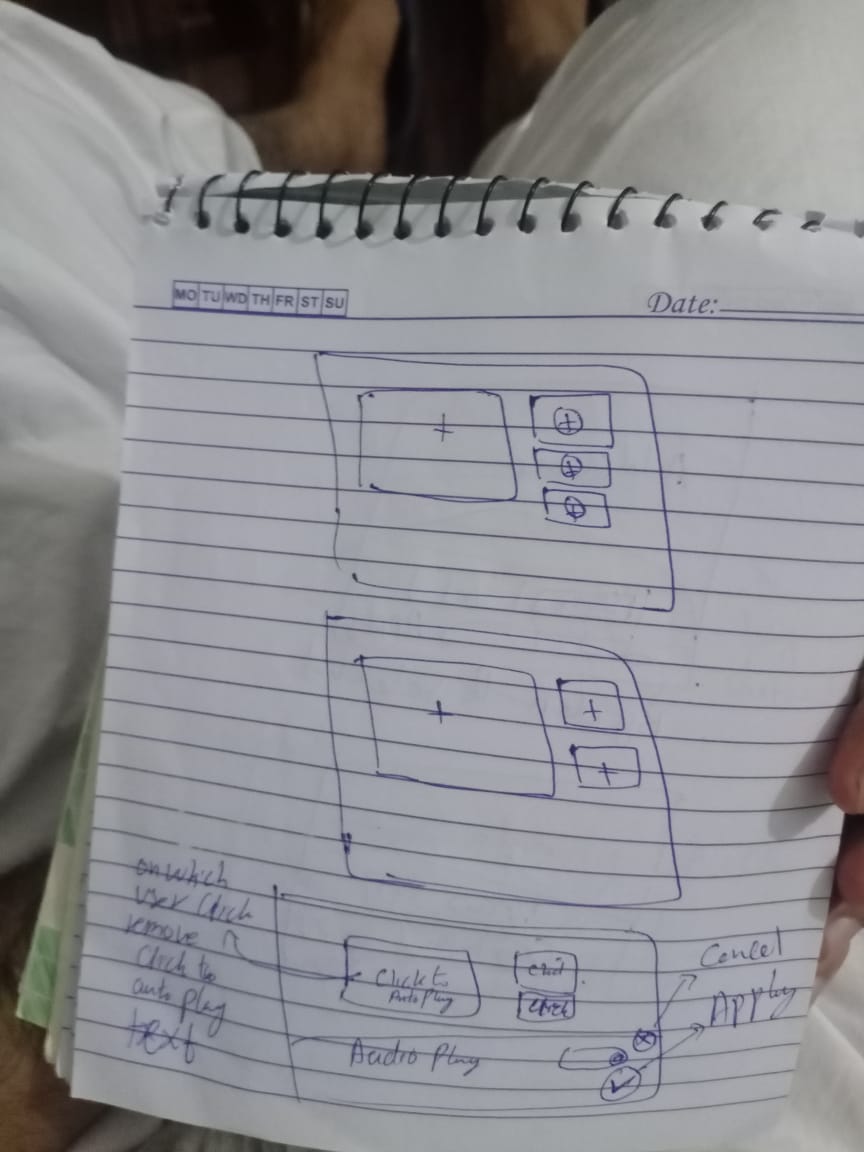 MO TU WD TH FR ST SU
Date:
+ ⊕
⊕
⊕
+ +
+
on which
user Click
remove
Click to
auto play
text
Click to
Auto Play
Click
Cancel
Apply
Audio Play